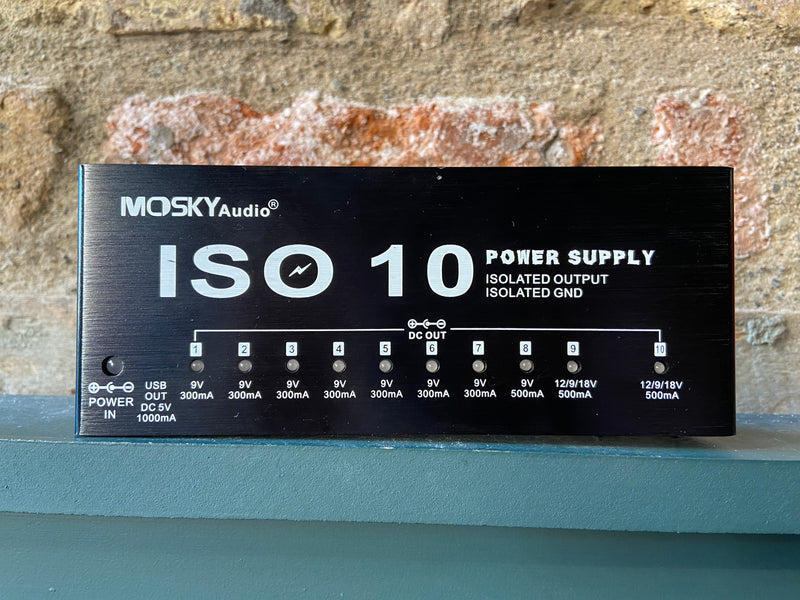 MOSKY Audio®
ISO 10 POWER SUPPLY
ISOLATED OUTPUT
ISOLATED GND
DC OUT
1 2 3 4 5 6 7 8 9 10
9V 9V 9V 9V 9V 9V 9V 9V 12/9/18V 12/9/18V
300mA 300mA 300mA 300mA 300mA 300mA 300mA 500mA 500mA 500mA
POWER
IN
USB
OUT
DC 5V
1000mA